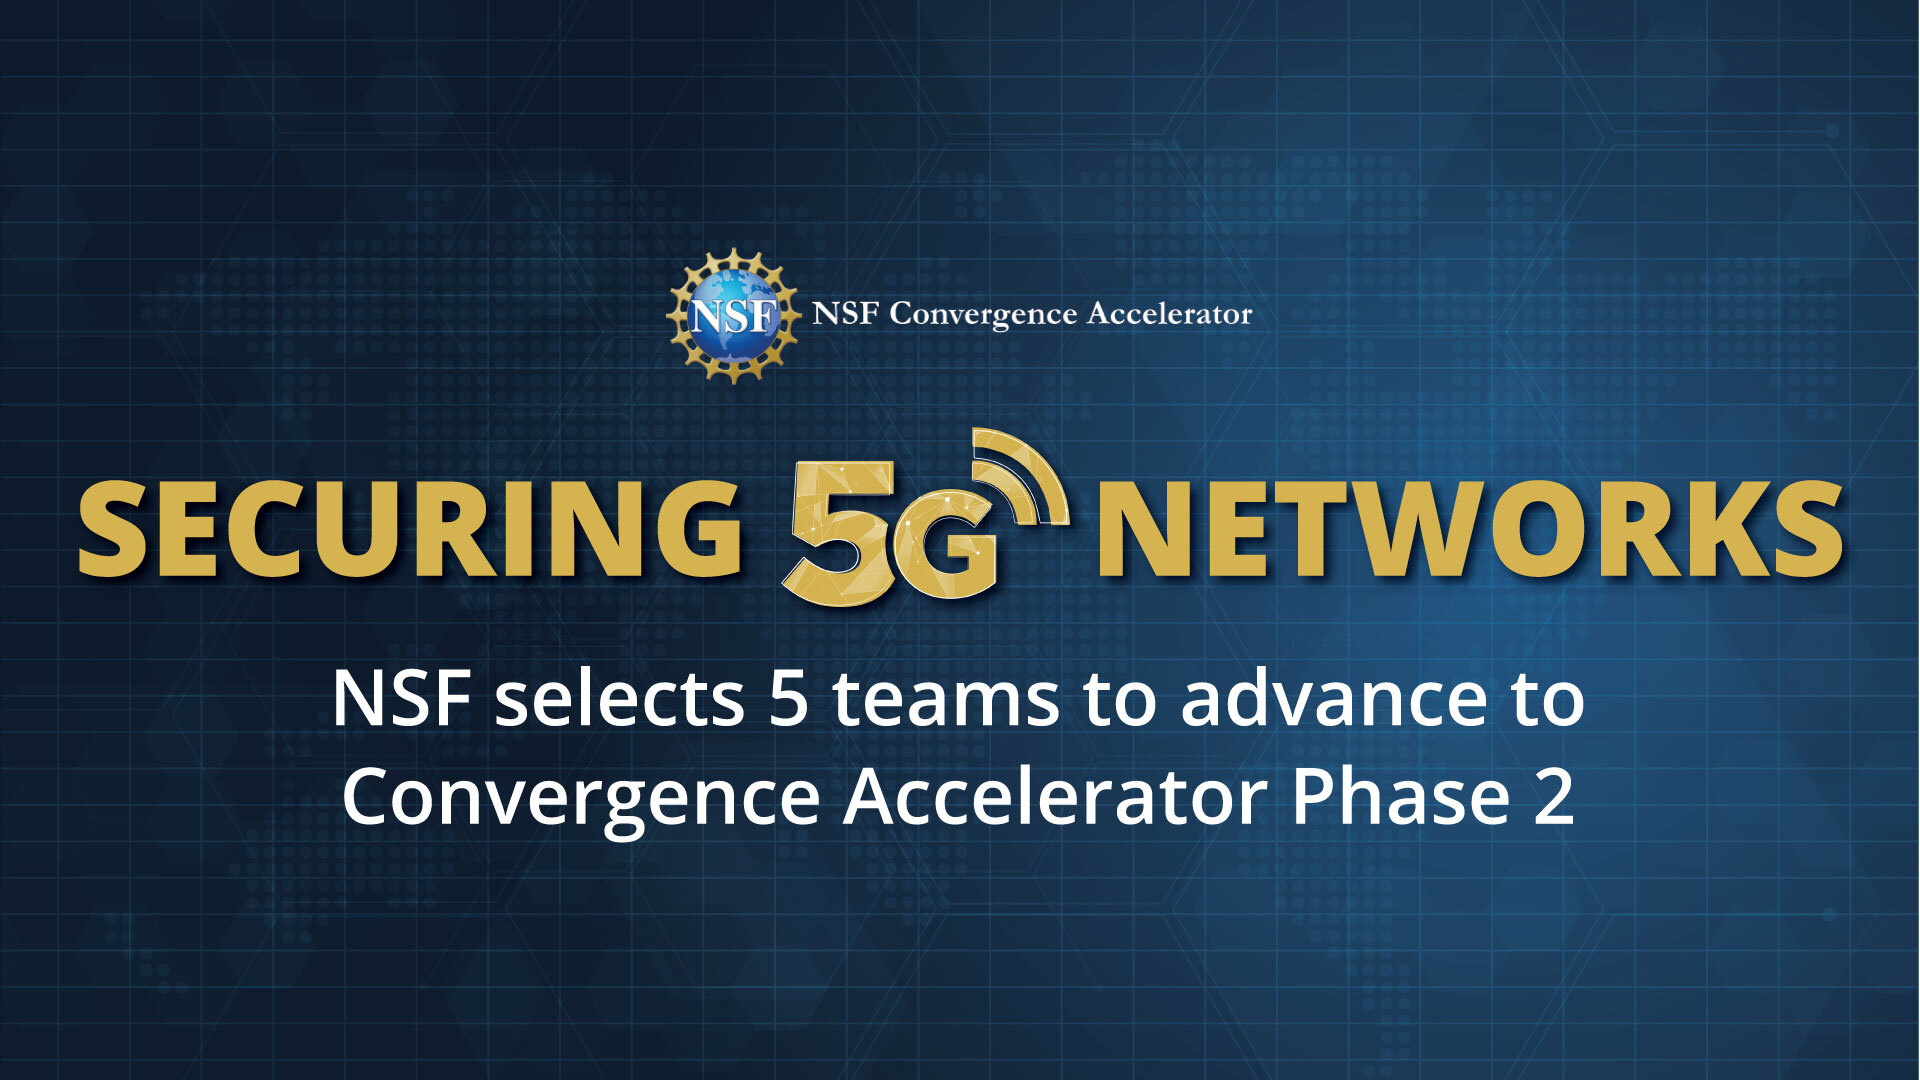 NSF NSF Convergence Accelerator
SECURING 5G NETWORKS
NSF selects 5 teams to advance to
Convergence Accelerator Phase 2